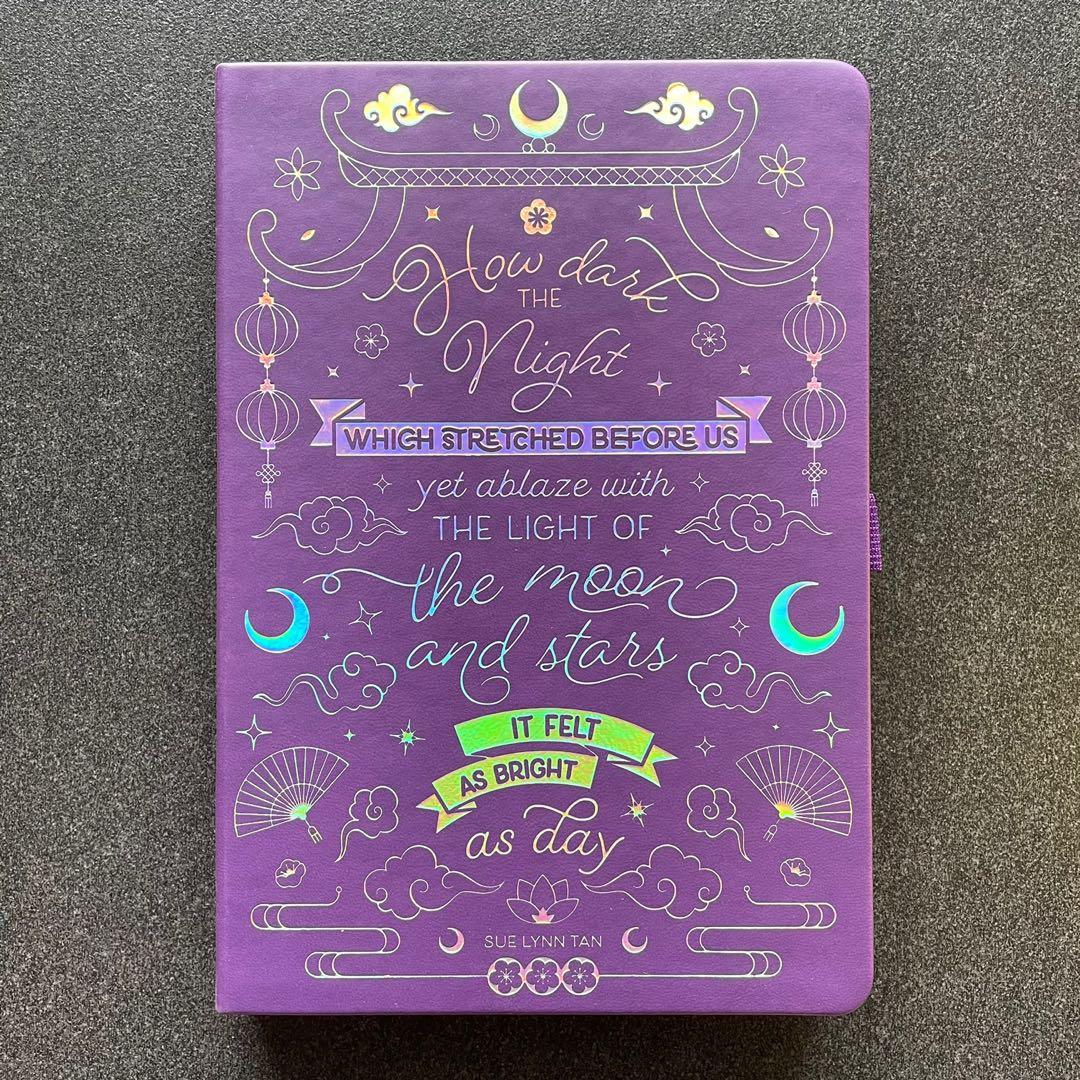 How dark
THE
Night
WHICH STRETCHED BEFORE US
yet ablaze with
THE LIGHT OF
the moon
and stars
IT FELT
AS BRIGHT
as day
SUE LYNN TAN